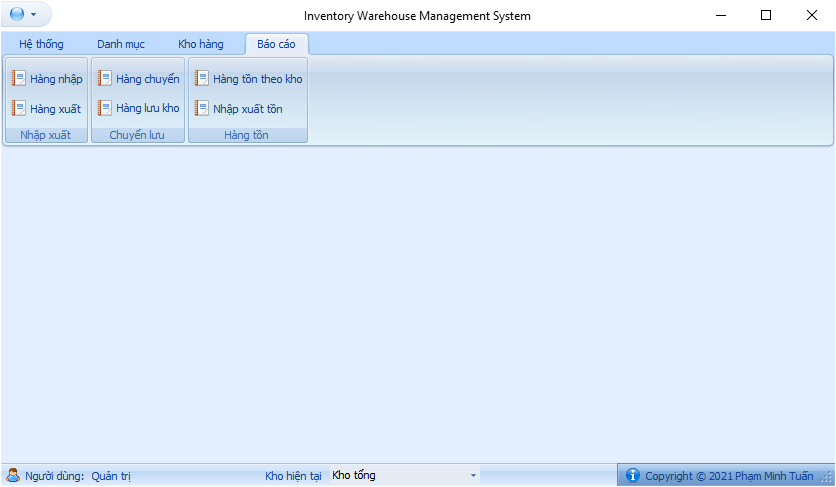 Inventory Warehouse Management System
Hệ thống Danh mục Kho hàng Báo cáo
Hàng nhập Hàng chuyển Hàng tồn theo kho
Hàng xuất Hàng lưu kho Nhập xuất tồn
Nhập xuất Chuyển lưu Hàng tồn
Người dùng: Quản trị Kho hiện tại Kho tổng Copyright © 2021 Phạm Minh Tuấn